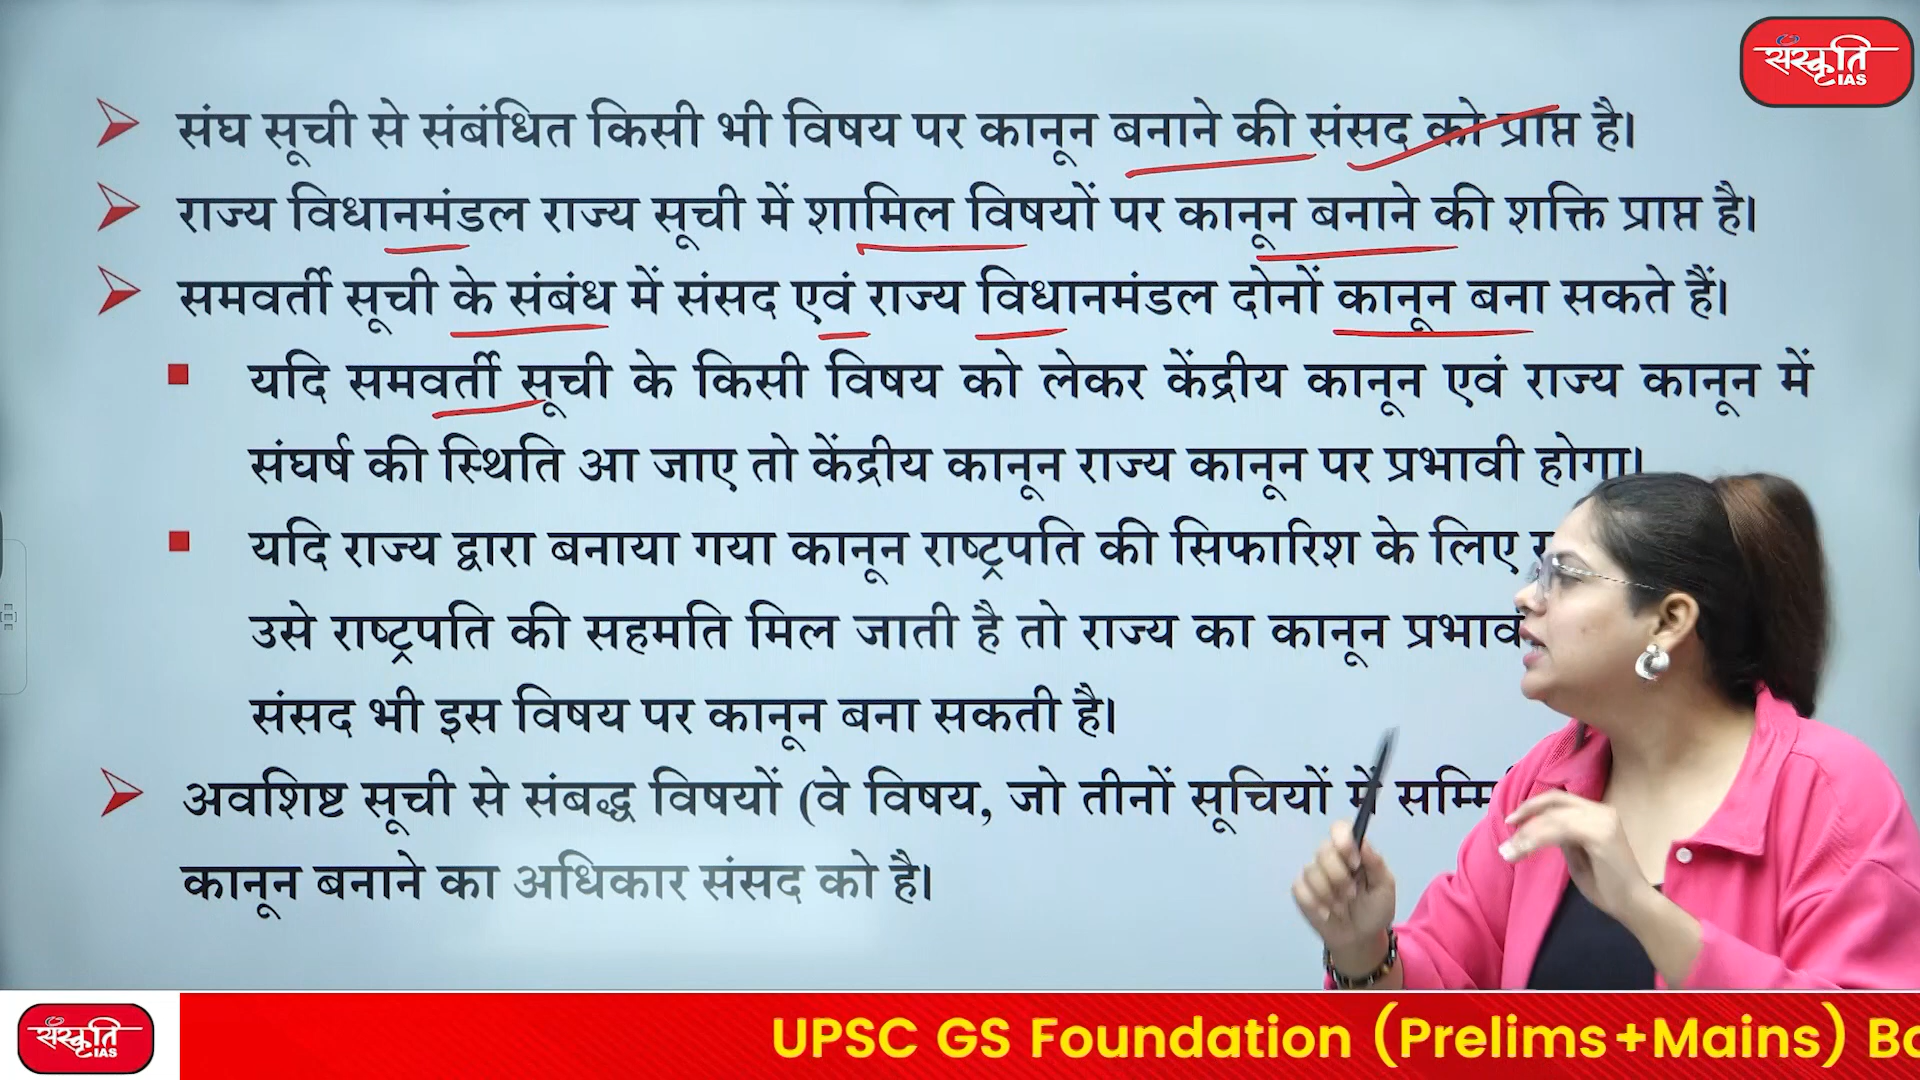 संस्कृति
IAS
संघ सूची से संबंधित किसी भी विषय पर कानून बनाने की संसद को प्राप्त है।
राज्य विधानमंडल राज्य सूची में शामिल विषयों पर कानून बनाने की शक्ति प्राप्त है।
समवर्ती सूची के संबंध में संसद एवं राज्य विधानमंडल दोनों कानून बना सकते हैं।
यदि समवर्ती सूची के किसी विषय को लेकर केंद्रीय कानून एवं राज्य कानून में
संघर्ष की स्थिति आ जाए तो केंद्रीय कानून राज्य कानून पर प्रभावी होगा।
यदि राज्य द्वारा बनाया गया कानून राष्ट्रपति की सिफारिश के लिए
उसे राष्ट्रपति की सहमति मिल जाती है तो राज्य का कानून
संसद भी इस विषय पर कानून बना सकती है।
अवशिष्ट सूची से संबद्ध विषयों (वे विषय, जो तीनों सूचियों में
कानून बनाने का अधिकार संसद को है।
संस्कृति
IAS
UPSC GS Foundation (Prelims+Mains)